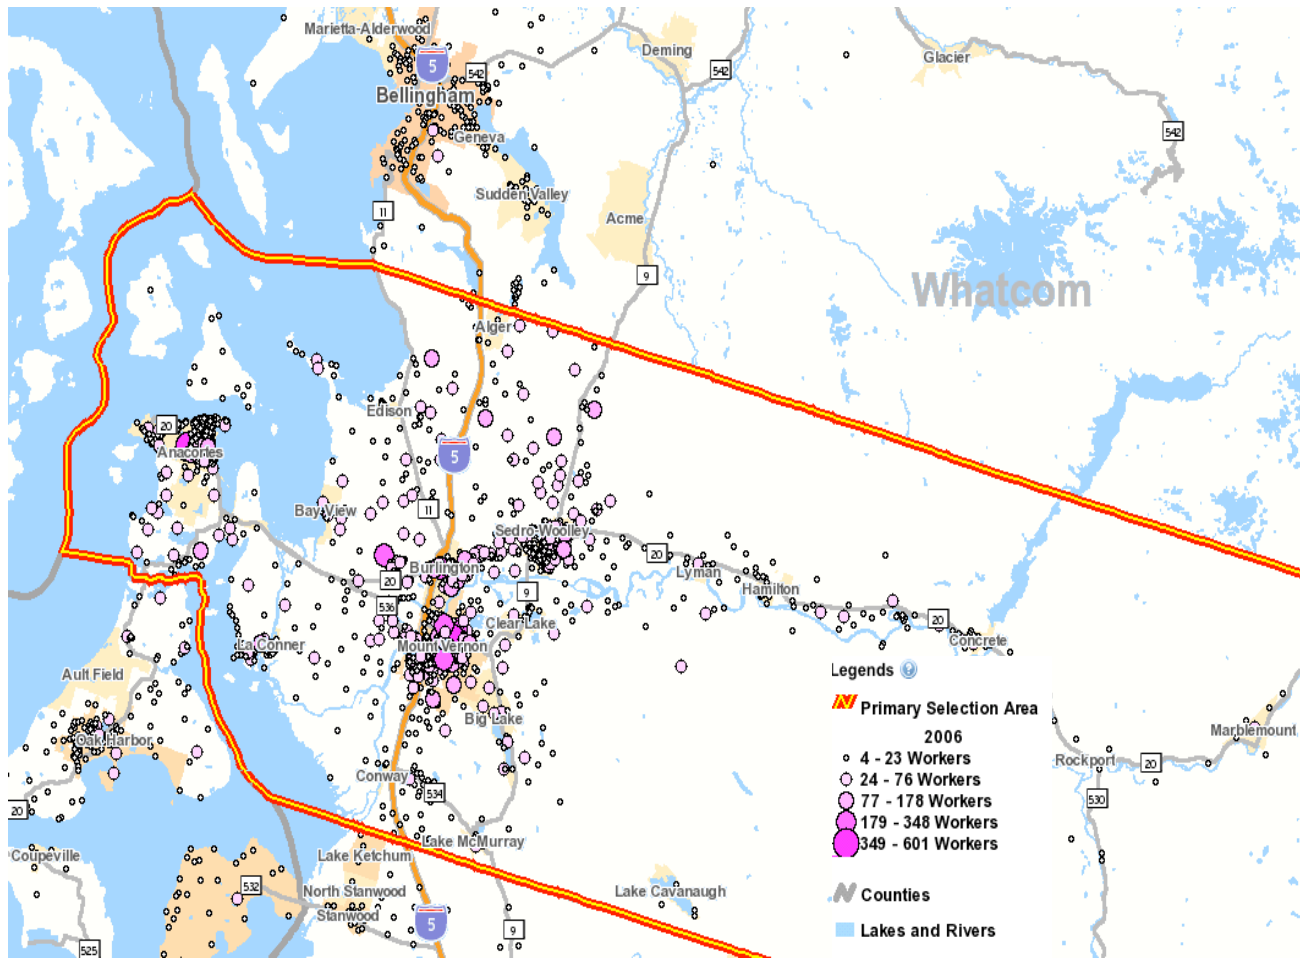 Marietta-Alderwood
Deming
Glacier
5
542
542
Bellingham
542
Geneva
Sudden Valley
11
Acme
9
Whatcom
Alger
Edison
20
Anacortes
5
Bay View
11
Sedro-Woolley
20
Burlington
Lyman
20
Hamilton
9
536
20
Clear Lake
La Conner
Mount Vernon
Concrete
Ault Field
Big Lake
Oak Harbor
Marblemount
Rockport
20
Conway
534
530
20
Lake McMurray
Coupeville
Lake Ketchum
532
North Stanwood
Lake Cavanaugh
Stanwood
5
9
525
Legends ?
Primary Selection Area
2006
4 - 23 Workers
24 - 76 Workers
77 - 178 Workers
179 - 348 Workers
349 - 601 Workers
Counties
Lakes and Rivers